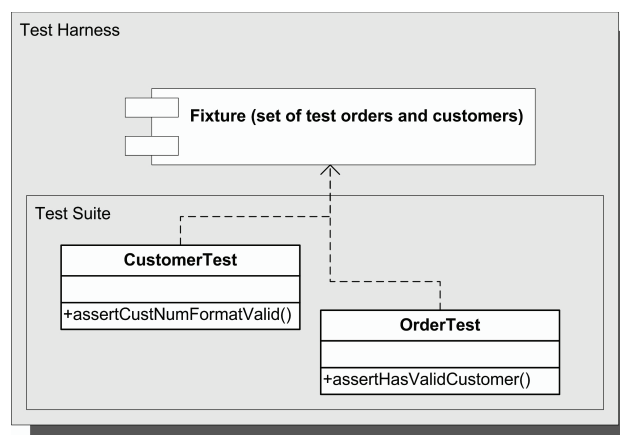 Test Harness
Fixture (set of test orders and customers)
Test Suite
CustomerTest
+assertCustNumFormatValid()
OrderTest
+assertHasValidCustomer()